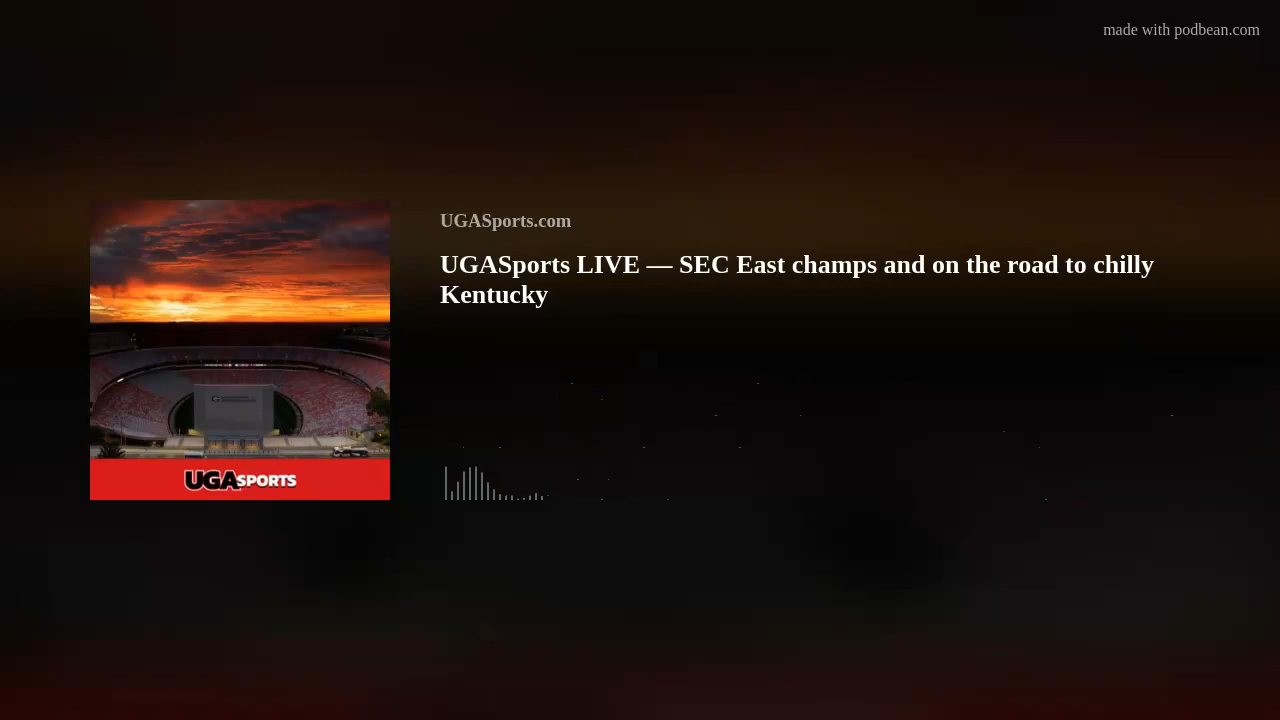 made with podbean.com
UGASports.com
UGASports LIVE — SEC East champs and on the road to chilly
Kentucky
UGASPORTS